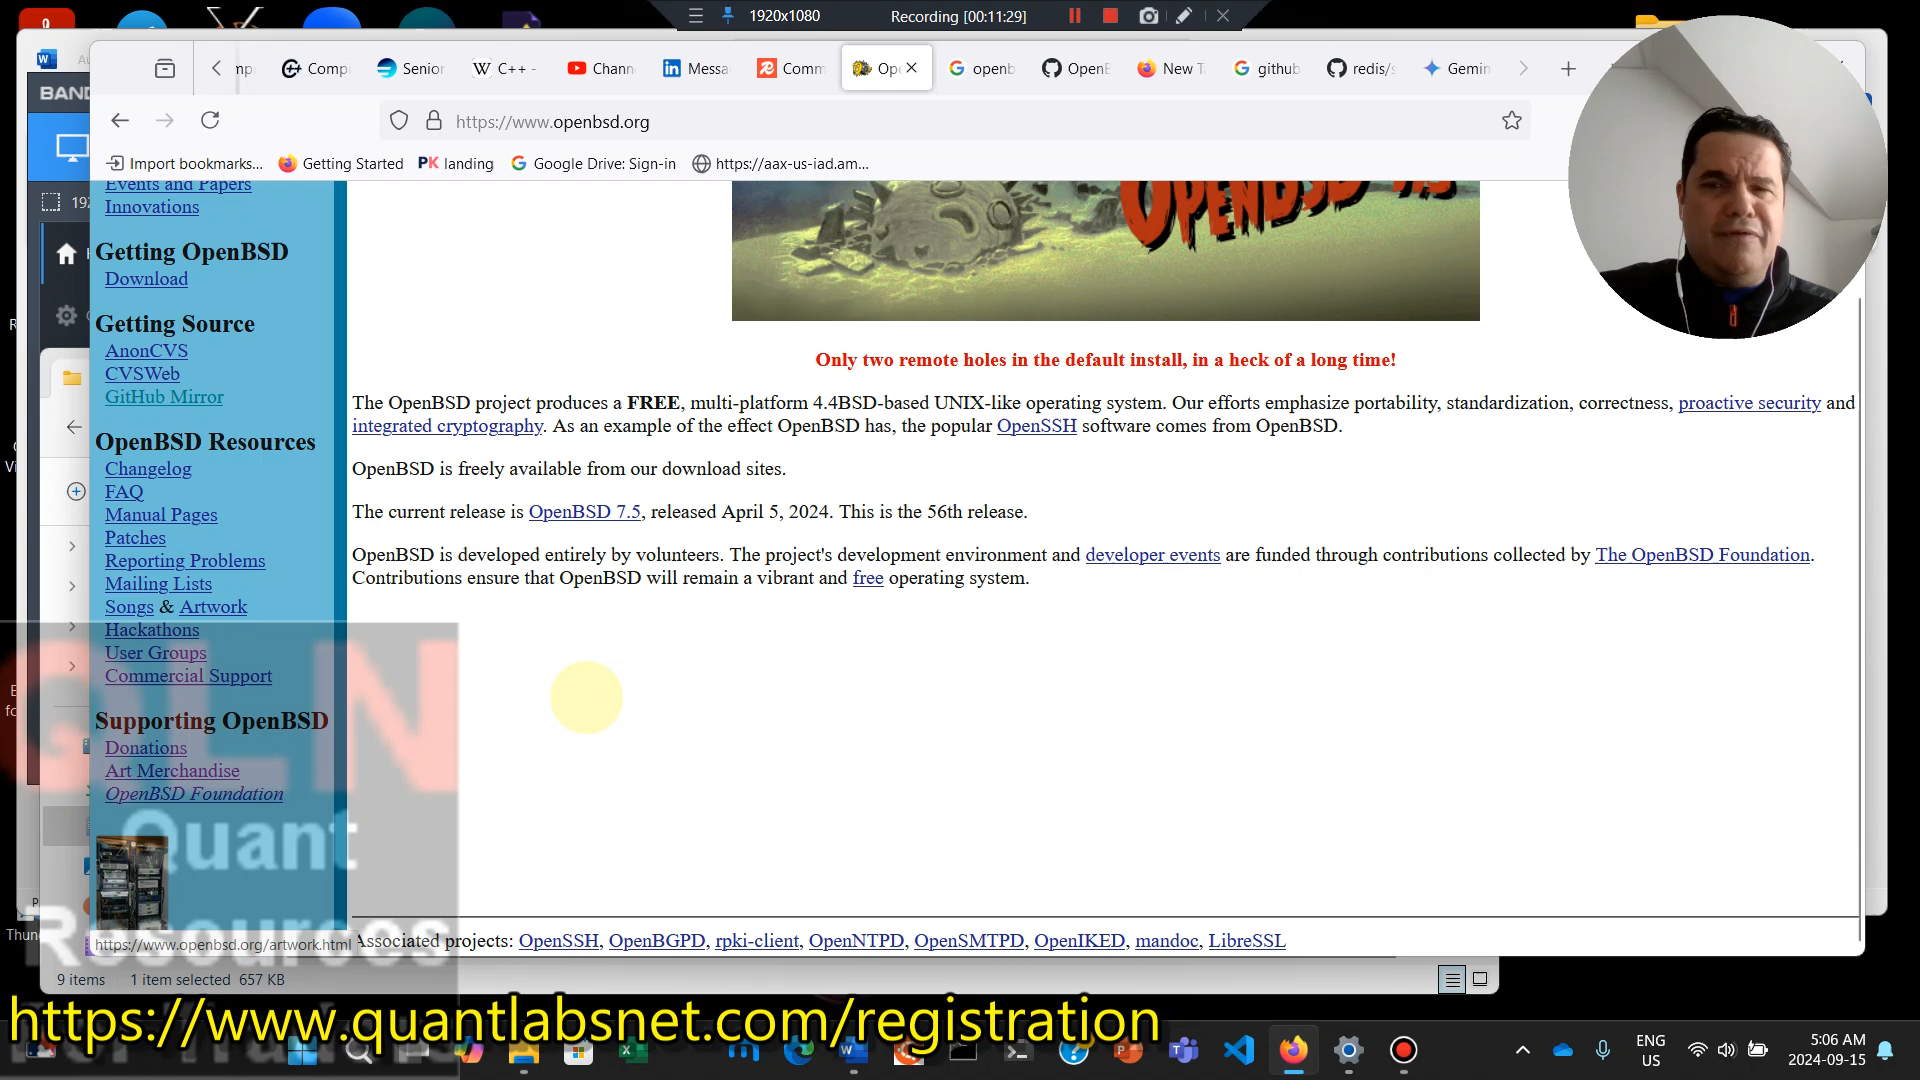 1920x1080
Recording [00:11:29]
Comp
Senior
C++ -
Chann
Messa
Comm
Ope
openb
OpenB
New T
github
redis/s
Gemin
https://www.openbsd.org
Import bookmarks...
Getting Started
PK landing
Google Drive: Sign-in
https://aax-us-iad.am...
BAND
192
Events and Papers
Innovations
Getting OpenBSD
Download
Getting Source
AnonCVS
CVSWeb
GitHub Mirror
OpenBSD Resources
Changelog
FAQ
Manual Pages
Patches
Reporting Problems
Mailing Lists
Songs & Artwork
Hackathons
User Groups
Commercial Support
Supporting OpenBSD
Donations
Art Merchandise
OpenBSD Foundation
OPENBSD 7.5
Only two remote holes in the default install, in a heck of a long time!
The OpenBSD project produces a FREE, multi-platform 4.4BSD-based UNIX-like operating system. Our efforts emphasize portability, standardization, correctness, proactive security and
integrated cryptography. As an example of the effect OpenBSD has, the popular OpenSSH software comes from OpenBSD.
OpenBSD is freely available from our download sites.
The current release is OpenBSD 7.5, released April 5, 2024. This is the 56th release.
OpenBSD is developed entirely by volunteers. The project's development environment and developer events are funded through contributions collected by The OpenBSD Foundation.
Contributions ensure that OpenBSD will remain a vibrant and free operating system.
QLN
Quant
Resources
https://www.openbsd.org/artwork.html
Associated projects: OpenSSH, OpenBGPD, rpki-client, OpenNTPD, OpenSMTPD, OpenIKED, mandoc, LibreSSL
9 items
1 item selected 657 KB
https://www.quantlabsnet.com/registration
ENG
US
5:06 AM
2024-09-15